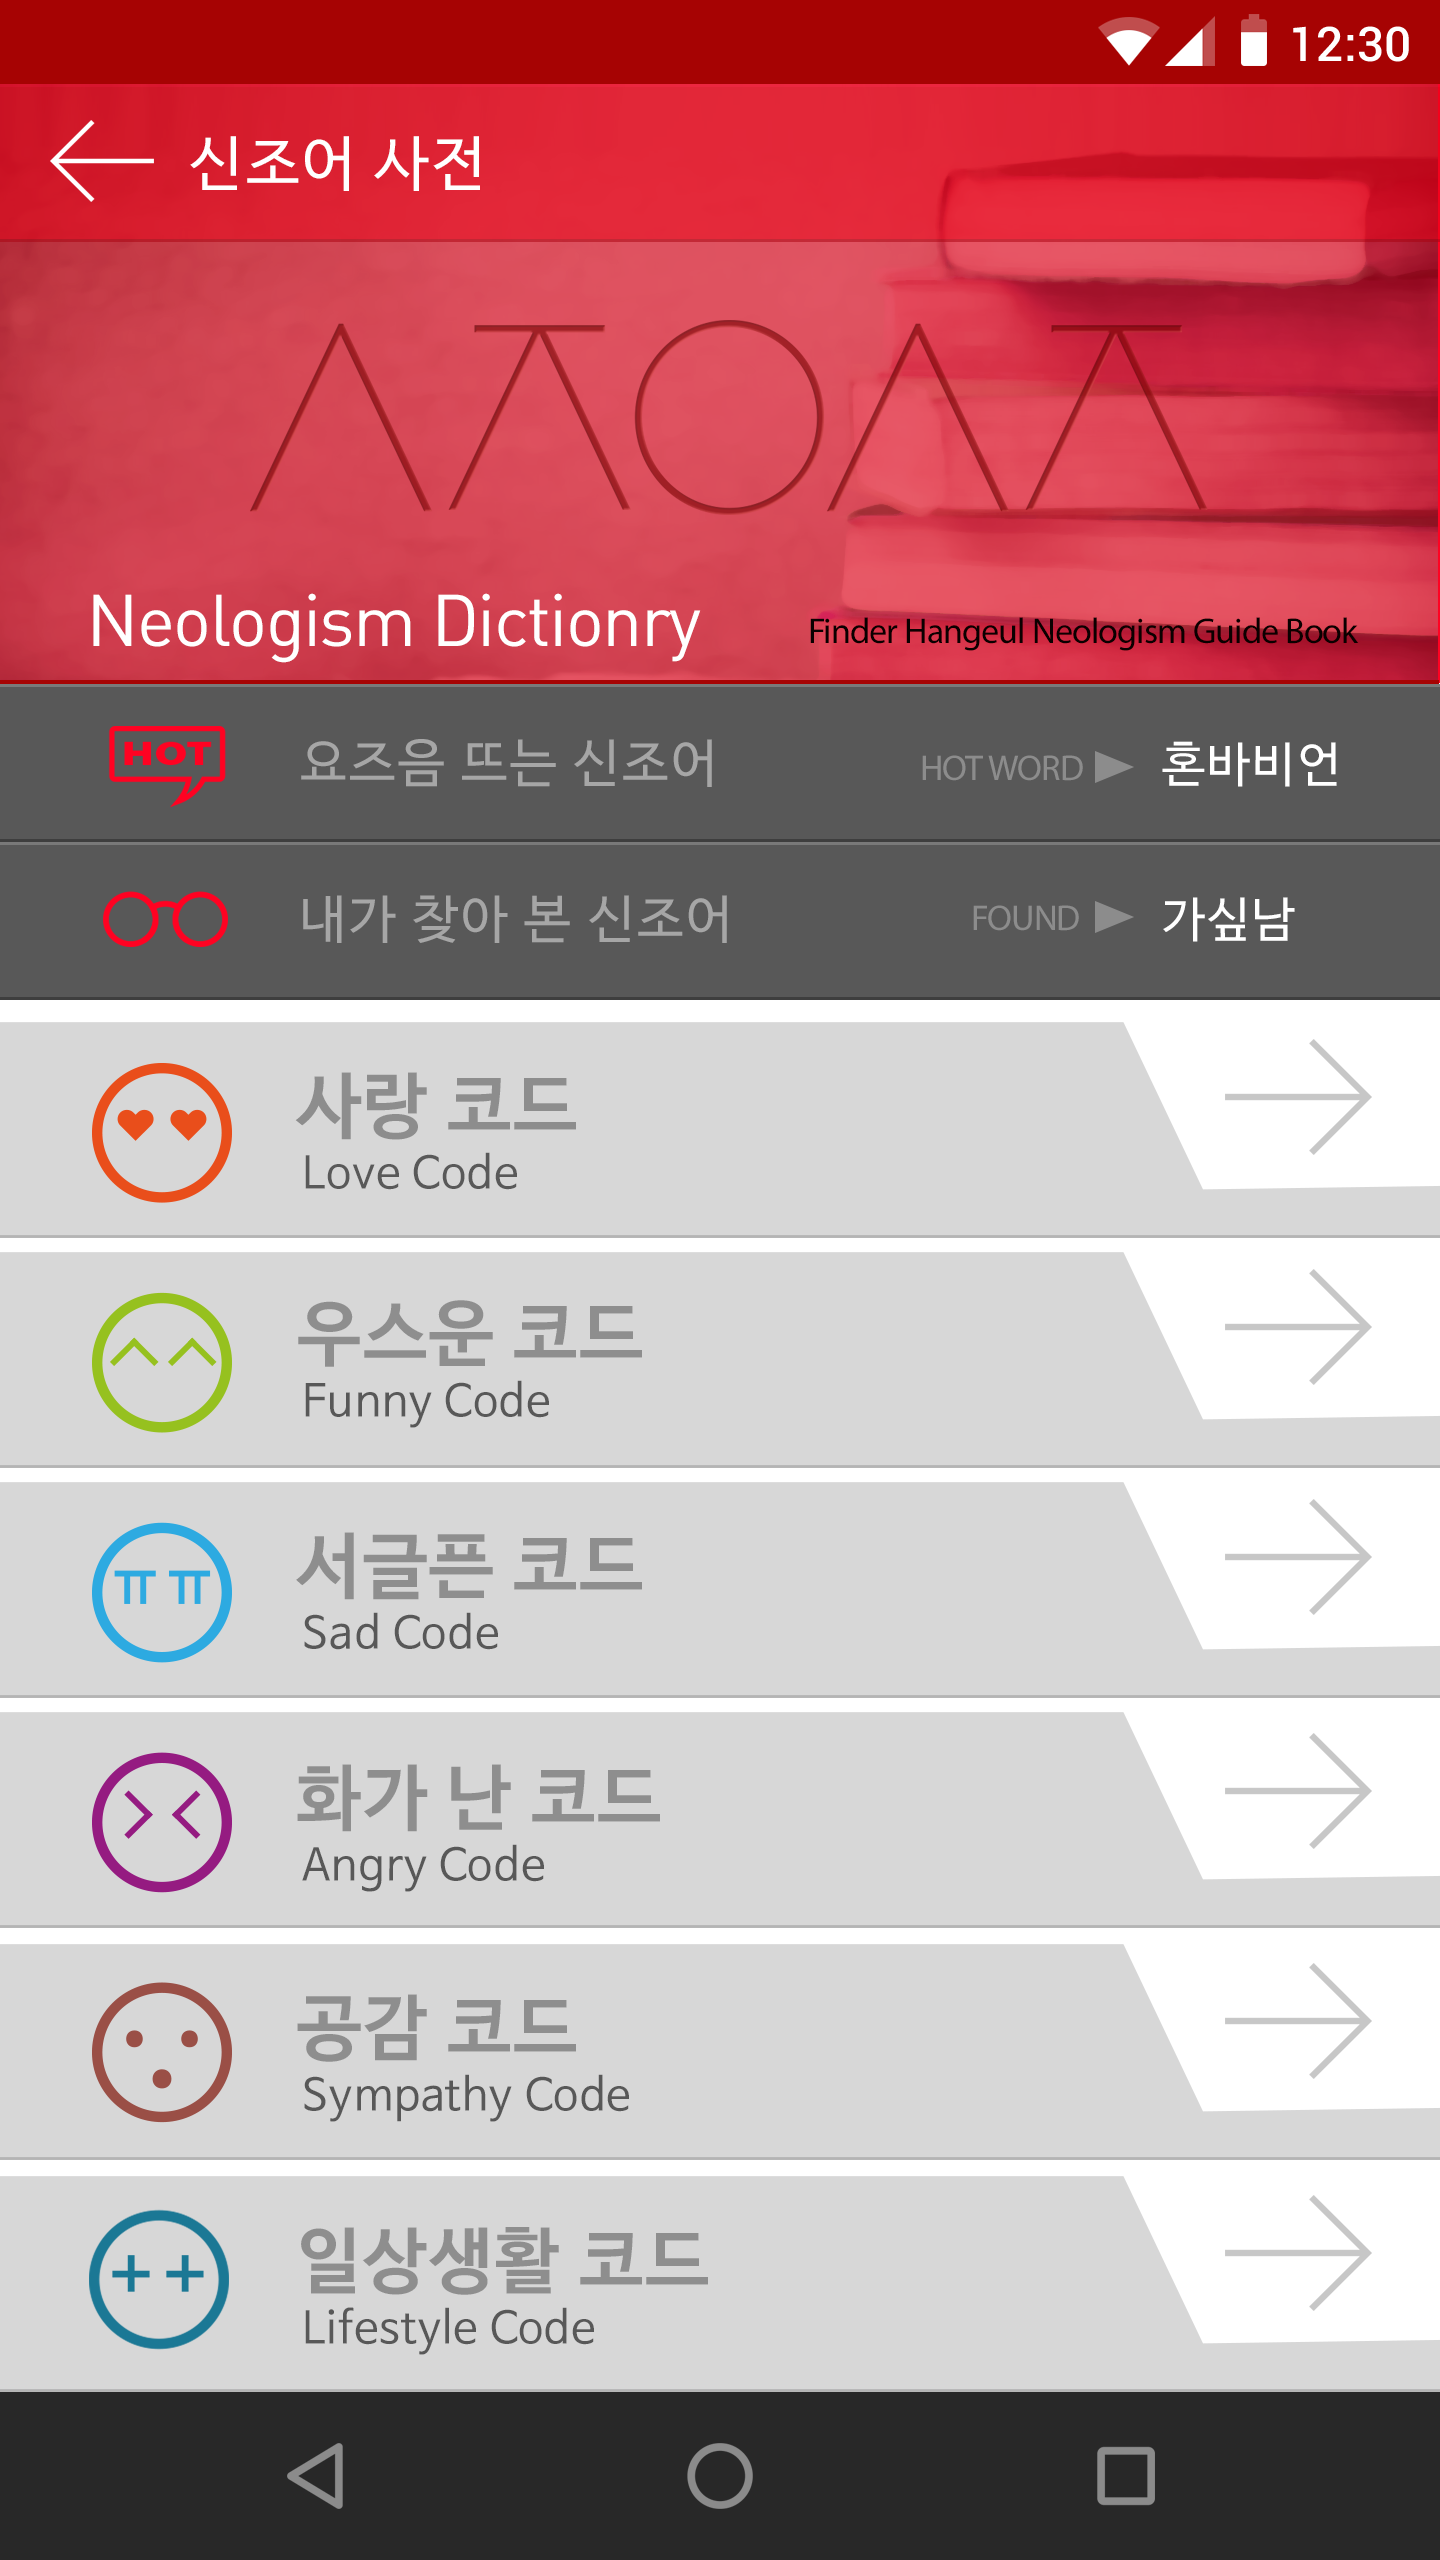 12:30
신조어 사전
ㅅㅈㅇㅅㅈ
Neologism Dictionry
Finder Hangeul Neologism Guide Book
HOT 요즈음 뜨는 신조어 HOT WORD ▶ 혼바비언
내가 찾아 본 신조어 FOUND ▶ 가싶남
사랑 코드
Love Code
우스운 코드
Funny Code
ㅠㅠ
서글픈 코드
Sad Code
화가 난 코드
Angry Code
공감 코드
Sympathy Code
일상생활 코드
Lifestyle Code